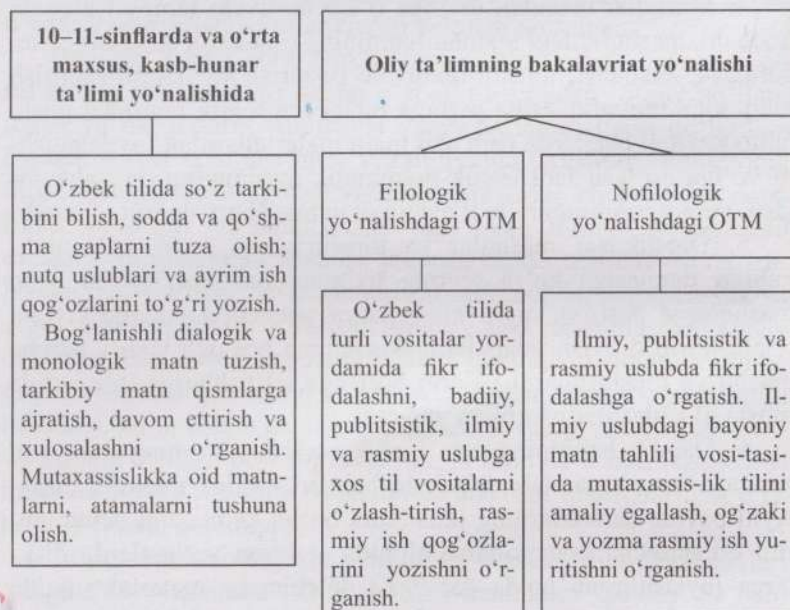 10–11-sinflarda va o‘rta
maxsus, kasb-hunar
ta’limi yo‘nalishida
Oliy ta’limning bakalavriat yo‘nalishi
O‘zbek tilida so‘z tarki-
bini bilish, sodda va qo‘sh-
ma gaplarni tuza olish;
nutq uslublari va ayrim ish
qog‘ozlarini to‘g‘ri yozish.
Bog‘lanishli dialogik va
monologik matn tuzish,
tarkibiy matn qismlarga
ajratish, davom ettirish va
xulosalashni o‘rganish.
Mutaxassislikka oid matn-
larni, atamalarni tushuna
olish.
Filologik
yo‘nalishdagi OTM
O‘zbek tilida
turli vositalar yor-
damida fikr ifo-
dalashni, badiiy,
publitsistik, ilmiy
va rasmiy uslubga
xos til vositalarni
o‘zlash-tirish, ras-
miy ish qog‘ozla-
rini yozishni o‘r-
ganish.
Nofilologik
yo‘nalishdagi OTM
Ilmiy, publitsistik va
rasmiy uslubda fikr ifo-
dalashga o‘rgatish. Il-
miy uslubdagi bayoniy
matn tahlili vosi-tasi-
da mutaxassis-lik tilini
amaliy egallash, og‘zaki
va yozma rasmiy ish yu-
ritishni o‘rganish.